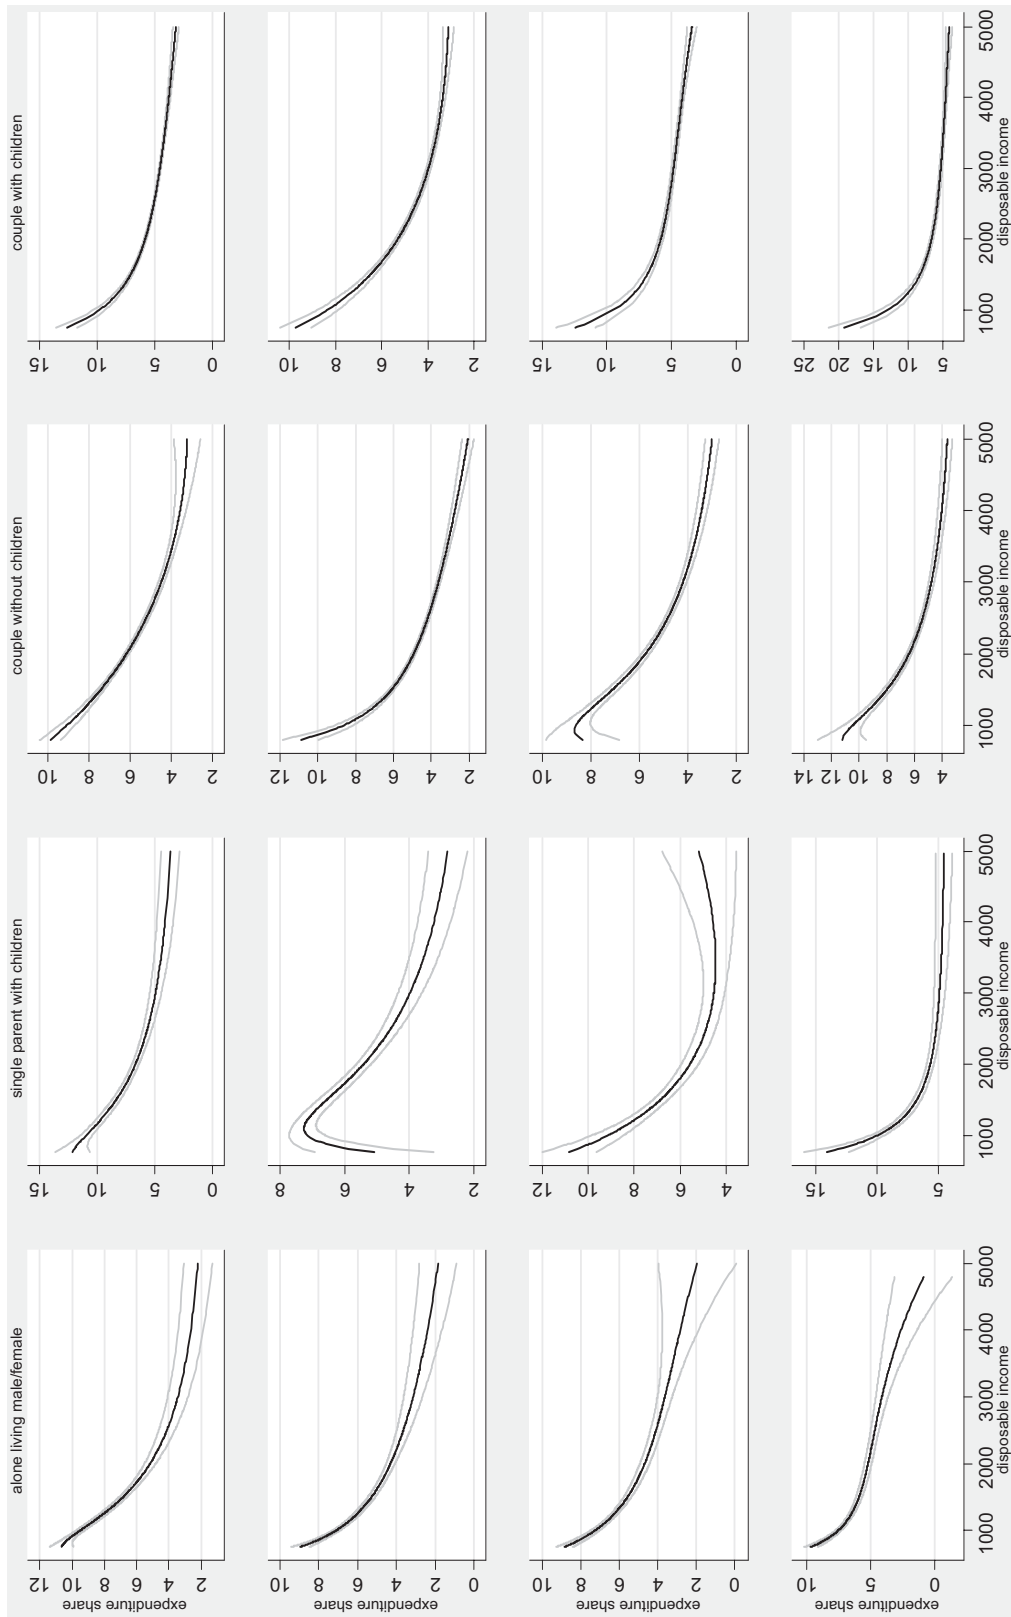 alone living male/female
single parent with children
couple without children
couple with children
expenditure share
12 10 8 6 4 2
15 10 5 0
10 8 6 4 2
15 10 5 0
expenditure share
10 8 6 4 2 0
8 6 4 2
12 10 8 6 4 2
10 8 6 4 2
expenditure share
10 8 6 4 2 0
12 10 8 6 4
10 8 6 4 2
15 10 5 0
expenditure share
10 5 0
15 10 5
14 12 10 8 6 4
25 20 15 10 5
1000 2000 3000 4000 5000
1000 2000 3000 4000 5000
1000 2000 3000 4000 5000
1000 2000 3000 4000 5000
disposable income
disposable income
disposable income
disposable income